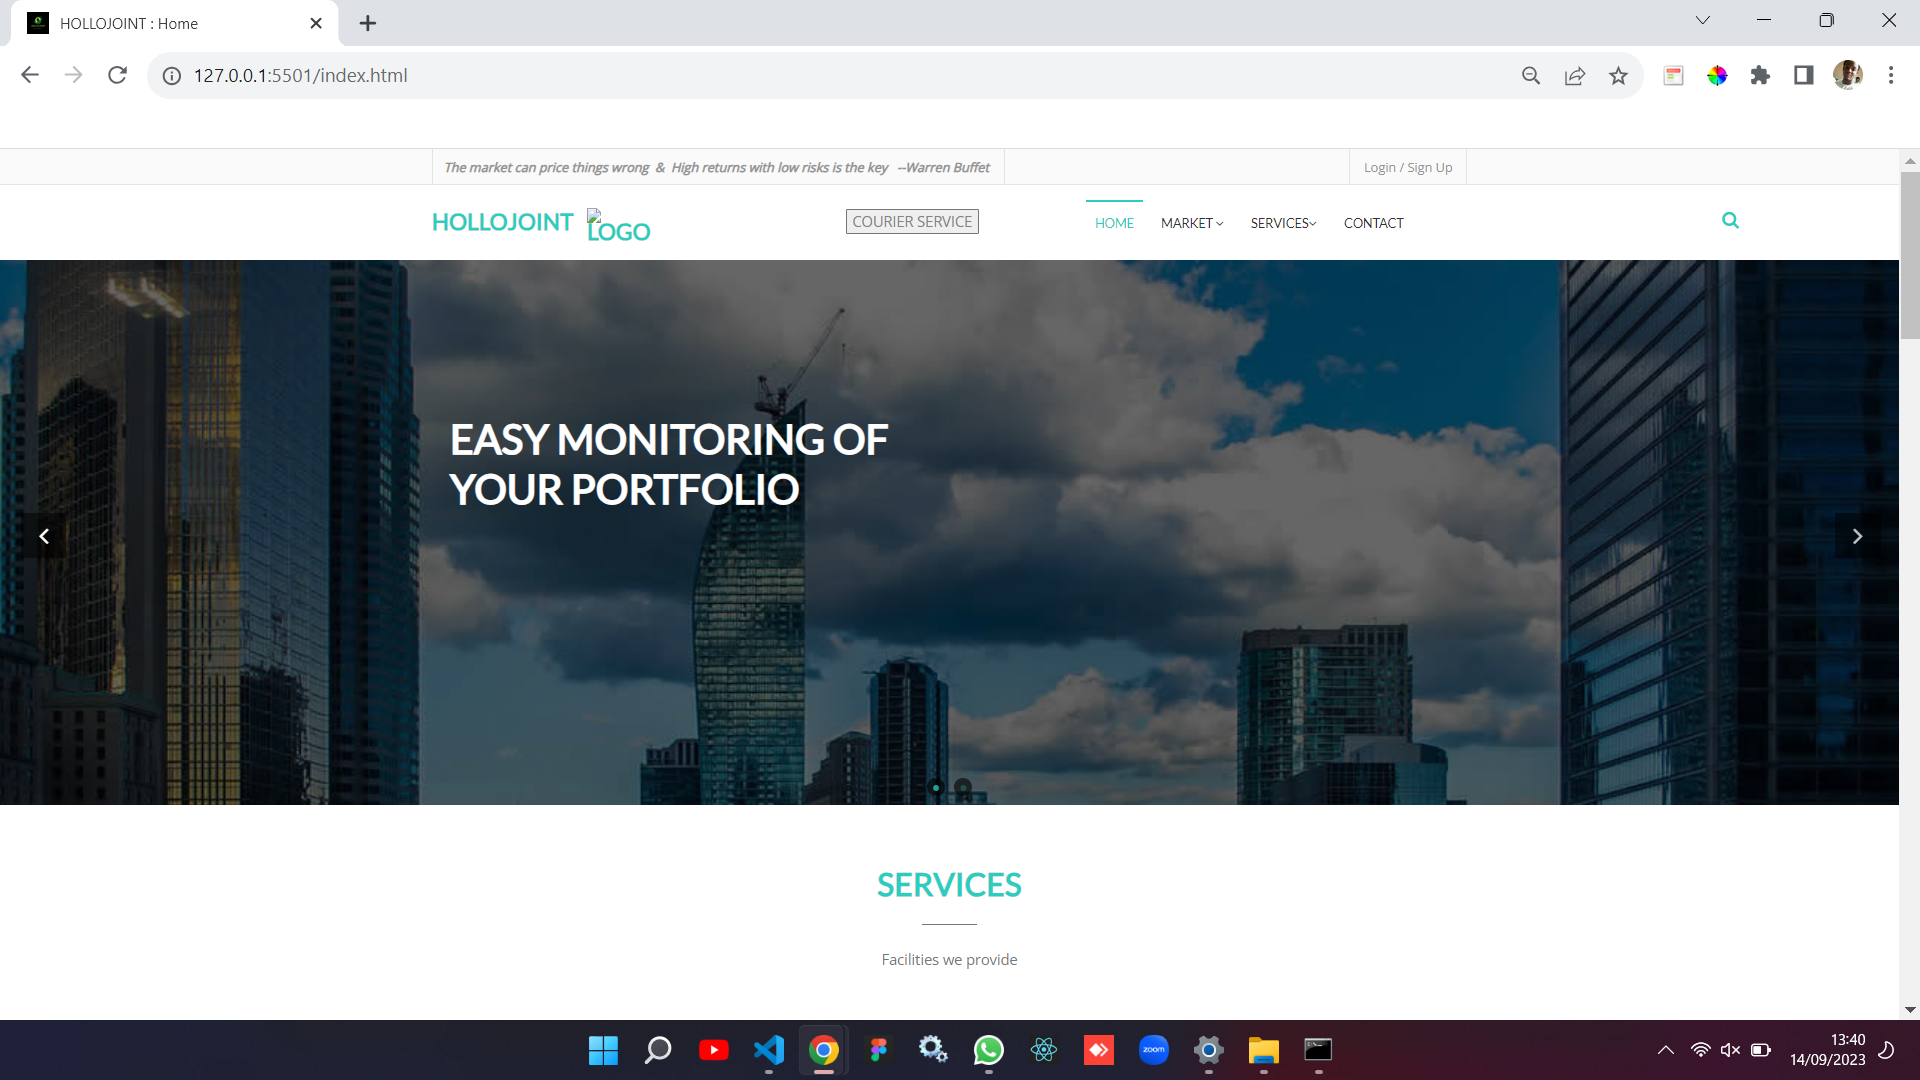 HOLLOJOINT : Home
127.0.0.1:5501/index.html
The market can price things wrong & High returns with low risks is the key --Warren Buffet
Login / Sign Up
HOLLOJOINT LOGO
COURIER SERVICE
HOME
MARKET
SERVICES
CONTACT
EASY MONITORING OF
YOUR PORTFOLIO
SERVICES
Facilities we provide
zoom
13:40
14/09/2023